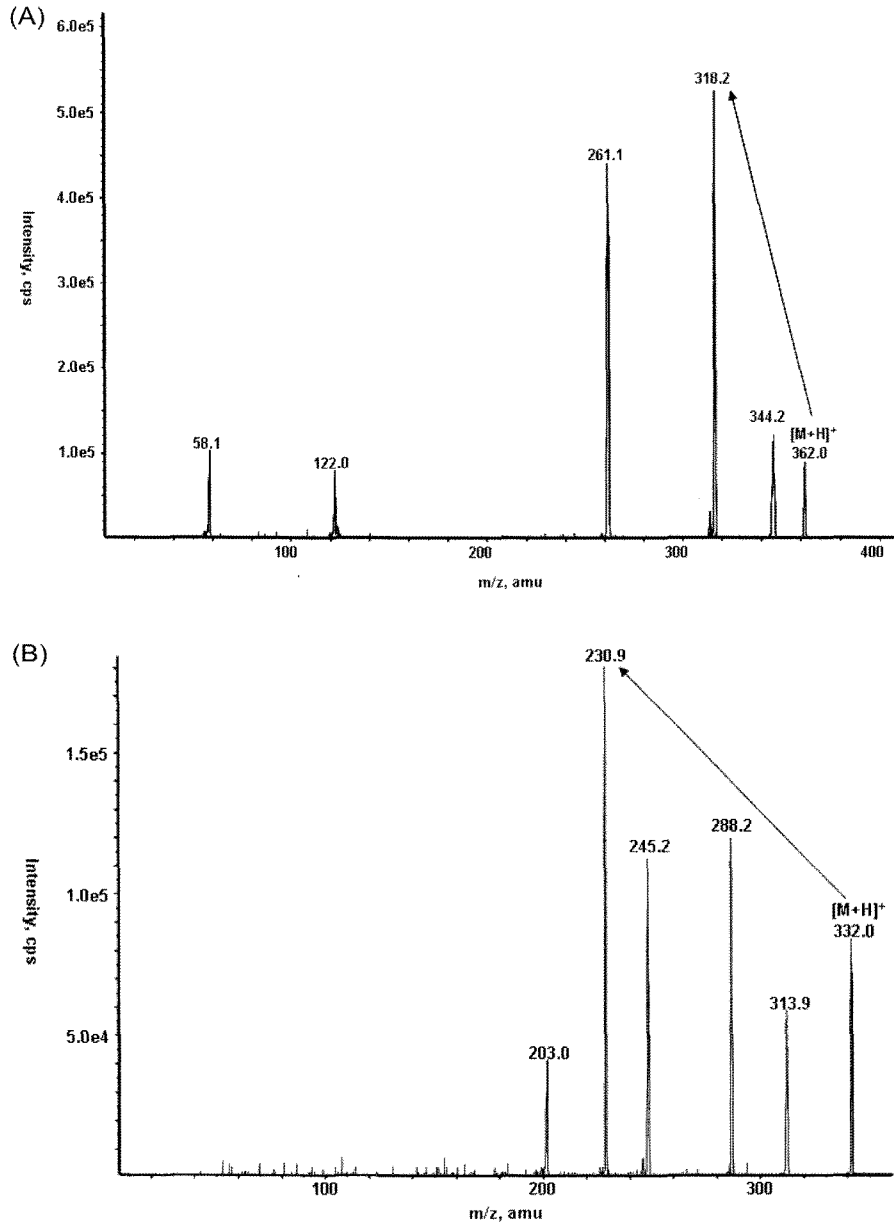 (A)
6.0e5
318.2
5.0e5
261.1
4.0e5
Intensity, cps
3.0e5
2.0e5
344.2
[M+H]+
1.0e5
58.1
122.0
362.0
100
200
300
400
m/z, amu
(B)
230.9
1.5e5
288.2
245.2
Intensity, cps
1.0e5
[M+H]+
332.0
313.9
5.0e4
203.0
100
200
300
m/z, amu